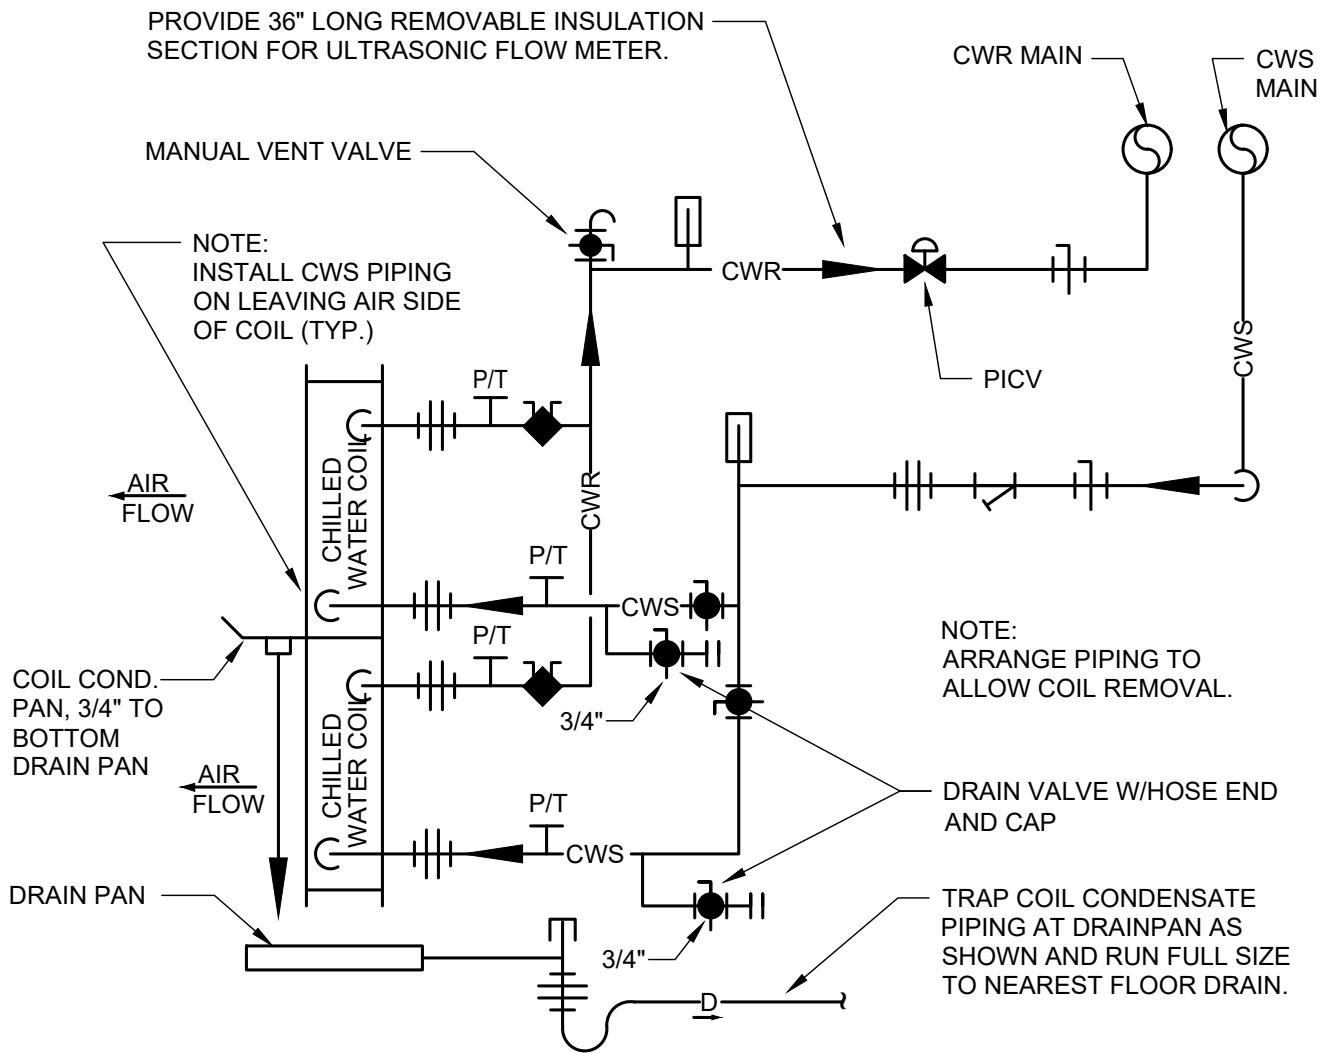 PROVIDE 36" LONG REMOVABLE INSULATION
SECTION FOR ULTRASONIC FLOW METER.
CWR MAIN
CWS
MAIN
MANUAL VENT VALVE
NOTE:
INSTALL CWS PIPING
ON LEAVING AIR SIDE
OF COIL (TYP.)
CWR
CWS
PICV
P/T
CHILLED
WATER COIL
AIR
FLOW
CWR
P/T
CWS
P/T
3/4"
NOTE:
ARRANGE PIPING TO
ALLOW COIL REMOVAL.
COIL COND.
PAN, 3/4" TO
BOTTOM
DRAIN PAN
CHILLED
WATER COIL
AIR
FLOW
P/T
CWS
DRAIN VALVE W/HOSE END
AND CAP
DRAIN PAN
3/4"
D
TRAP COIL CONDENSATE
PIPING AT DRAINPAN AS
SHOWN AND RUN FULL SIZE
TO NEAREST FLOOR DRAIN.